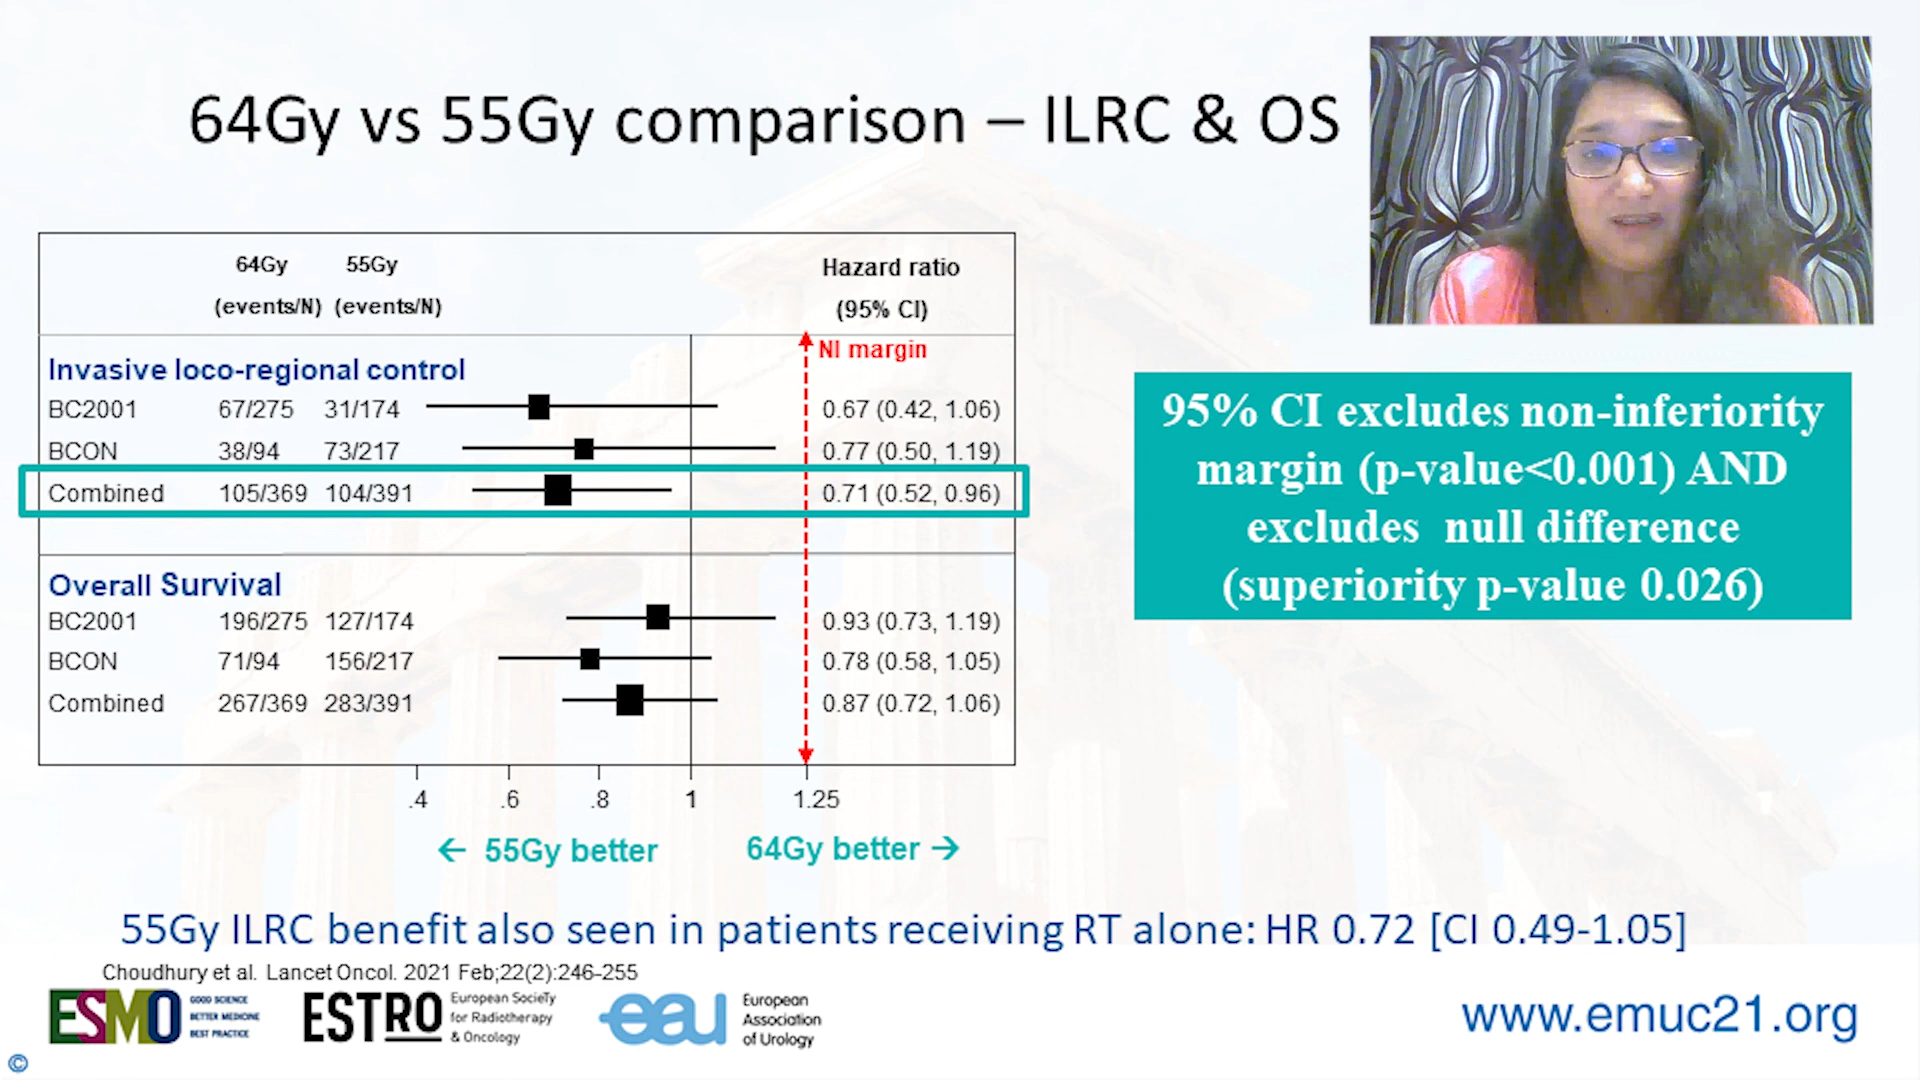 64Gy vs 55Gy comparison – ILRC & OS
64Gy 55Gy Hazard ratio
(events/N) (events/N) (95% CI)
NI margin
Invasive loco-regional control
BC2001 67/275 31/174 0.67 (0.42, 1.06)
BCON 38/94 73/217 0.77 (0.50, 1.19)
Combined 105/369 104/391 0.71 (0.52, 0.96)
Overall Survival
BC2001 196/275 127/174 0.93 (0.73, 1.19)
BCON 71/94 156/217 0.78 (0.58, 1.05)
Combined 267/369 283/391 0.87 (0.72, 1.06)
.4 .6 .8 1 1.25
← 55Gy better 64Gy better →
95% CI excludes non-inferiority
margin (p-value<0.001) AND
excludes null difference
(superiority p-value 0.026)
55Gy ILRC benefit also seen in patients receiving RT alone: HR 0.72 [CI 0.49-1.05]
Choudhury et al. Lancet Oncol. 2021 Feb;22(2):246-255
ESMO
GOOD SCIENCE
BETTER MEDICINE
BEST PRACTICE
ESTRO
European SocieTy
for Radiotherapy
& Oncology
eau
European
Association
of Urology
www.emuc21.org
©